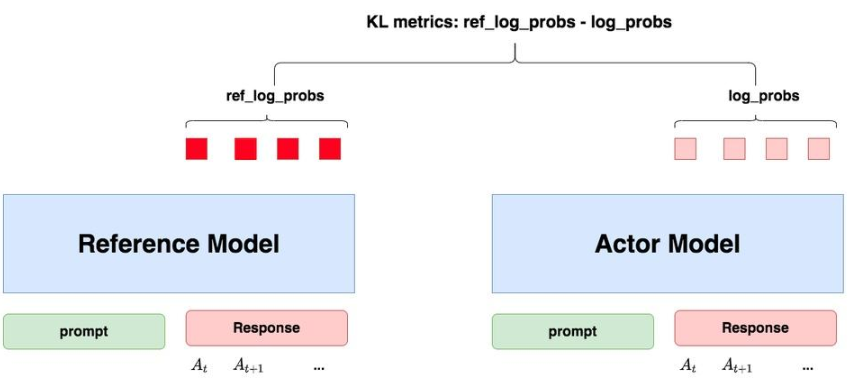 KL metrics: ref_log_probs - log_probs
ref_log_probs
log_probs
Reference Model
Actor Model
prompt
Response
prompt
Response
A_t A_{t+1} ...
A_t A_{t+1} ...